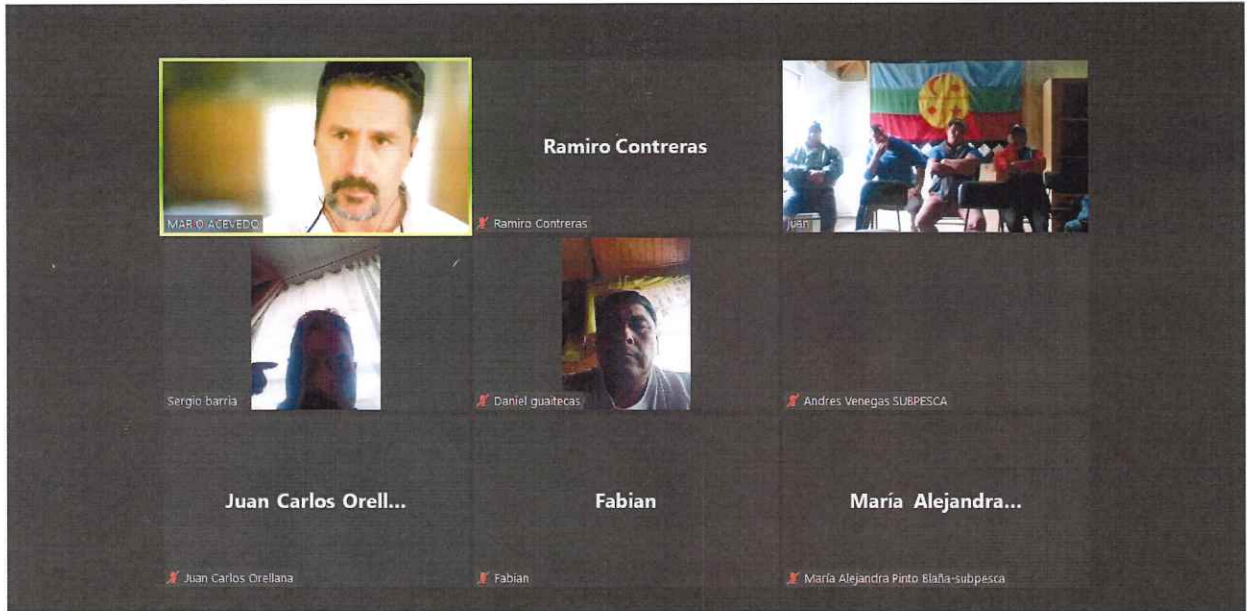 MARIO ACEVEDO
Ramiro Contreras
Ramiro Contreras
juan
Sergio barria
Daniel guaitecas
Andres Venegas SUBPESCA
Juan Carlos Orell...
Juan Carlos Orellana
Fabian
Fabian
María Alejandra...
María Alejandra Pinto Blaña-subpesca